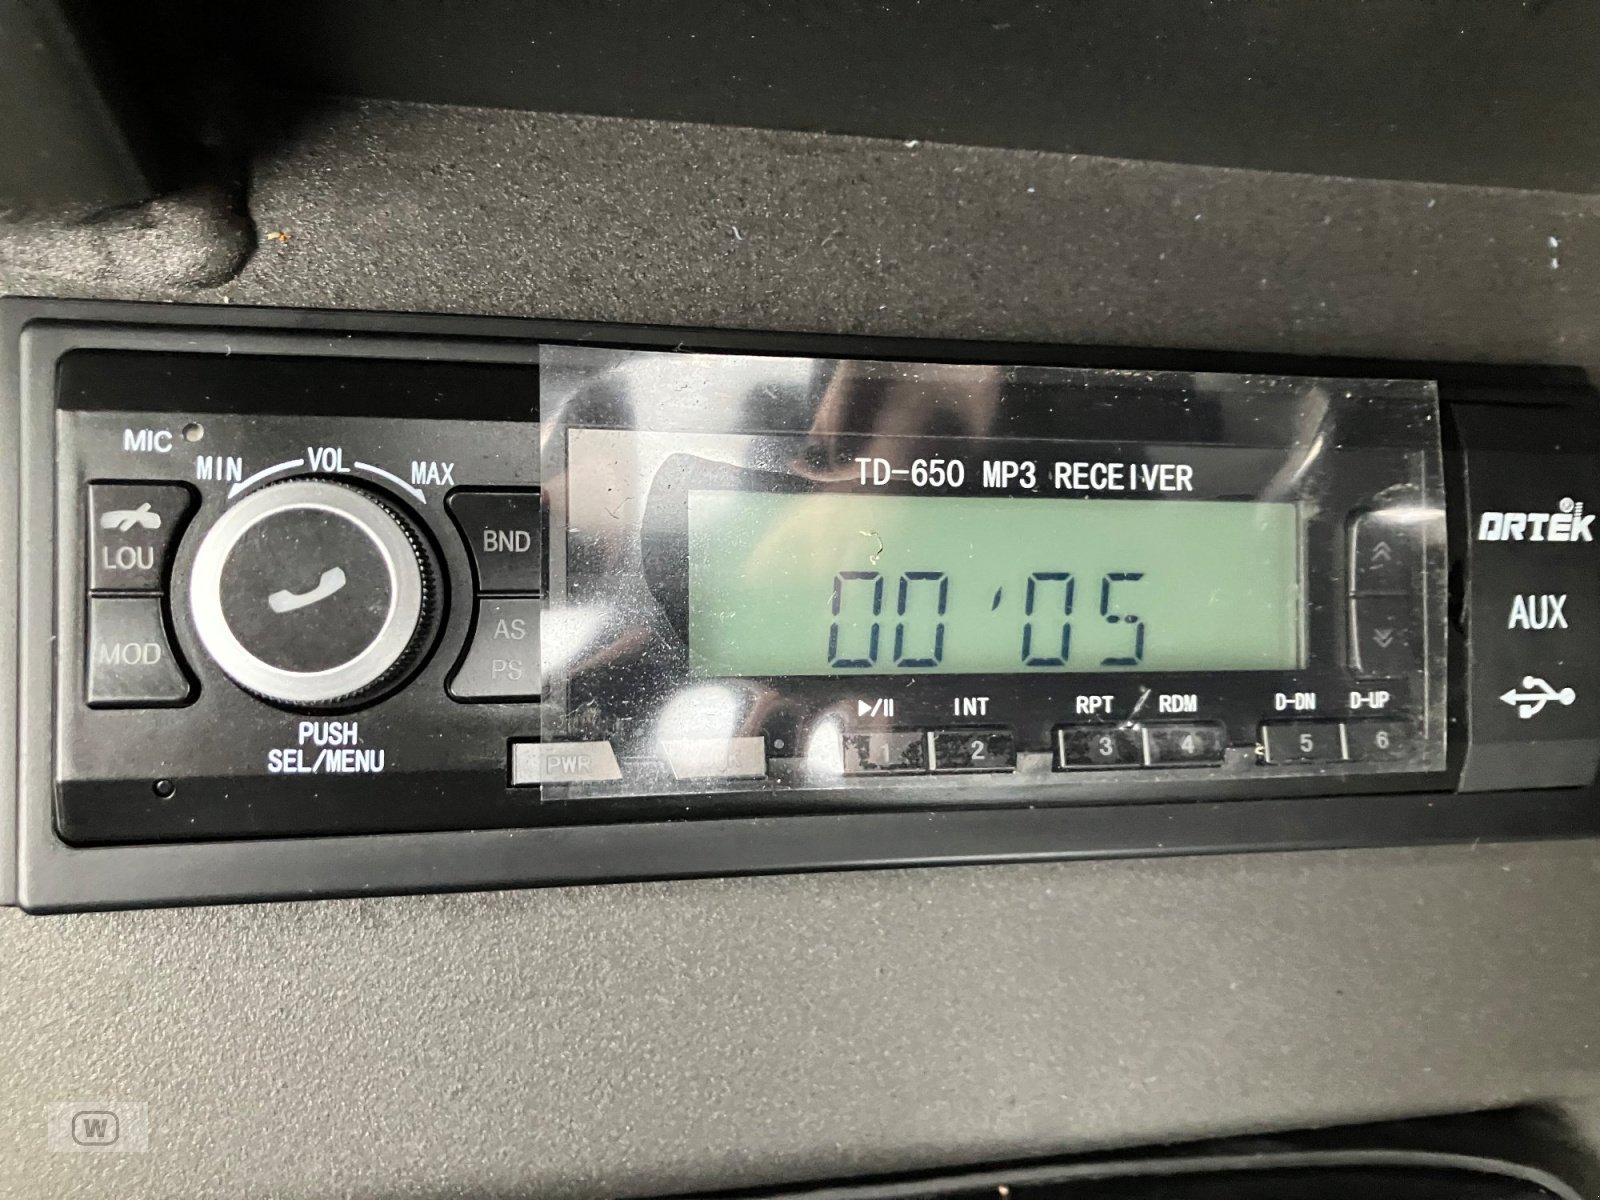 MIC
MIN VOL MAX
LOU
MOD
BND
AS
PS
PUSH
SEL/MENU
PWR
TD-650 MP3 RECEIVER
00'05
INT RPT RDM D-DN D-UP
1 2 3 4 5 6
ORTEK
AUX
W